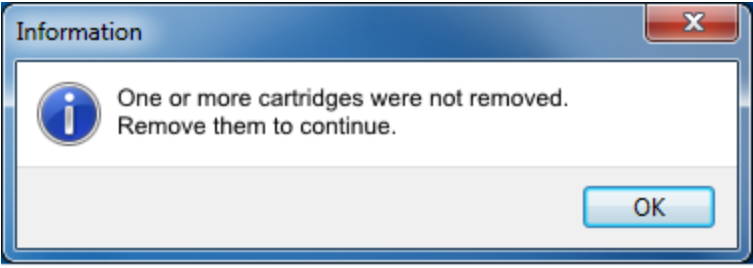 Information
X
One or more cartridges were not removed.
Remove them to continue.
OK